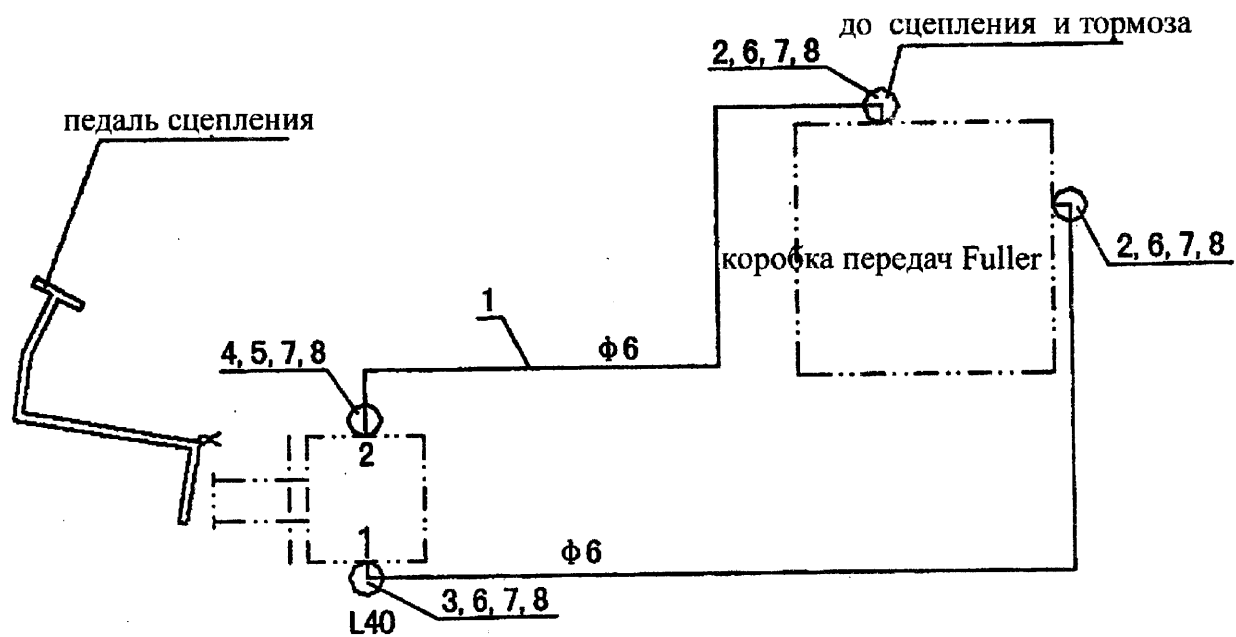 до сцепления и тормоза
2, 6, 7, 8
педаль сцепления
2, 6, 7, 8
коробка передач Fuller
1
ф6
4, 5, 7, 8
2
1
ф6
3, 6, 7, 8
L40